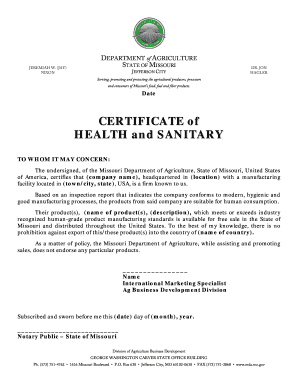 DEPARTMENT of AGRICULTURE
STATE OF MISSOURI
JEFFERSON CITY
JEREMIAH W. (JAY)
NIXON
DR. JON
HAGLER
Serving, promoting and protecting the agricultural producers, processors
and consumers of Missouri's food, fuel and fiber products.
Date
CERTIFICATE of
HEALTH and SANITARY
TO WHOM IT MAY CONCERN:
The undersigned, of the Missouri Department of Agriculture, State of Missouri, United States
of America, certifies that (company name), headquartered in (location) with a manufacturing
facility located in (town/city, state), USA, is a firm known to us.
Based on an inspection report that indicates the company conforms to modern, hygienic and
good manufacturing processes, the products from said company are suitable for human consumption.
Their product(s), (name of product(s), (description), which meets or exceeds industry
recognized human-grade product manufacturing standards is available for free sale in the State
of Missouri and distributed throughout the United States. To the best of my knowledge, there is no
prohibition against export of this/these product(s) into the country of (name of country).
As a matter of policy, the Missouri Department of Agriculture, while assisting and promoting
sales, does not endorse any particular products.
Name
International Marketing Specialist
Ag Business Development Division
Subscribed and sworn before me this (date) day of (month), year.
Notary Public – State of Missouri
Division of Agriculture Business Development
GEORGE WASHINGTON CARVER STATE OFFICE BUILDING
Ph. (573) 751-4762 • 1616 Missouri Boulevard • P.O. Box 630 • Jefferson City, MO 65102-0630 • FAX (573) 751-2868 • www.mda.mo.gov